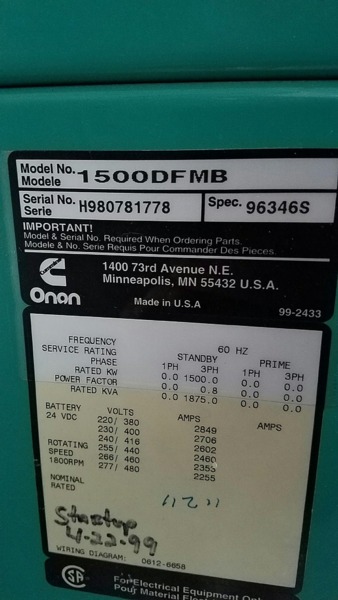 Model No. 1500DFMB
Modele
Serial No. H980781778 Spec. 96346S
Serie
IMPORTANT!
Model & Serial No. Required When Ordering Parts.
Modele & No. Serie Requis Pour Commander Des Pieces.
Onan
1400 73rd Avenue N.E.
Minneapolis, MN 55432 U.S.A.
Made in U.S.A
99-2433
FREQUENCY 60 HZ
SERVICE RATING STANDBY PRIME
PHASE 1PH 3PH 1PH 3PH
RATED KW 0.0 1500.0 0.0 0.0
POWER FACTOR 0.0 0.8 0.0 0.0
RATED KVA 0.0 1875.0 0.0 0.0
BATTERY VOLTS AMPS AMPS
24 VDC 220/ 380 2849
230/ 400 2706
240/ 416 2602
ROTATING 255/ 440 2460
SPEED 266/ 460 2353
1800RPM 277/ 480 2255
NOMINAL
RATED
Startup
4-22-99
WIRING DIAGRAM: 0612-6658
For Electrical Equipment Only
Pour Material